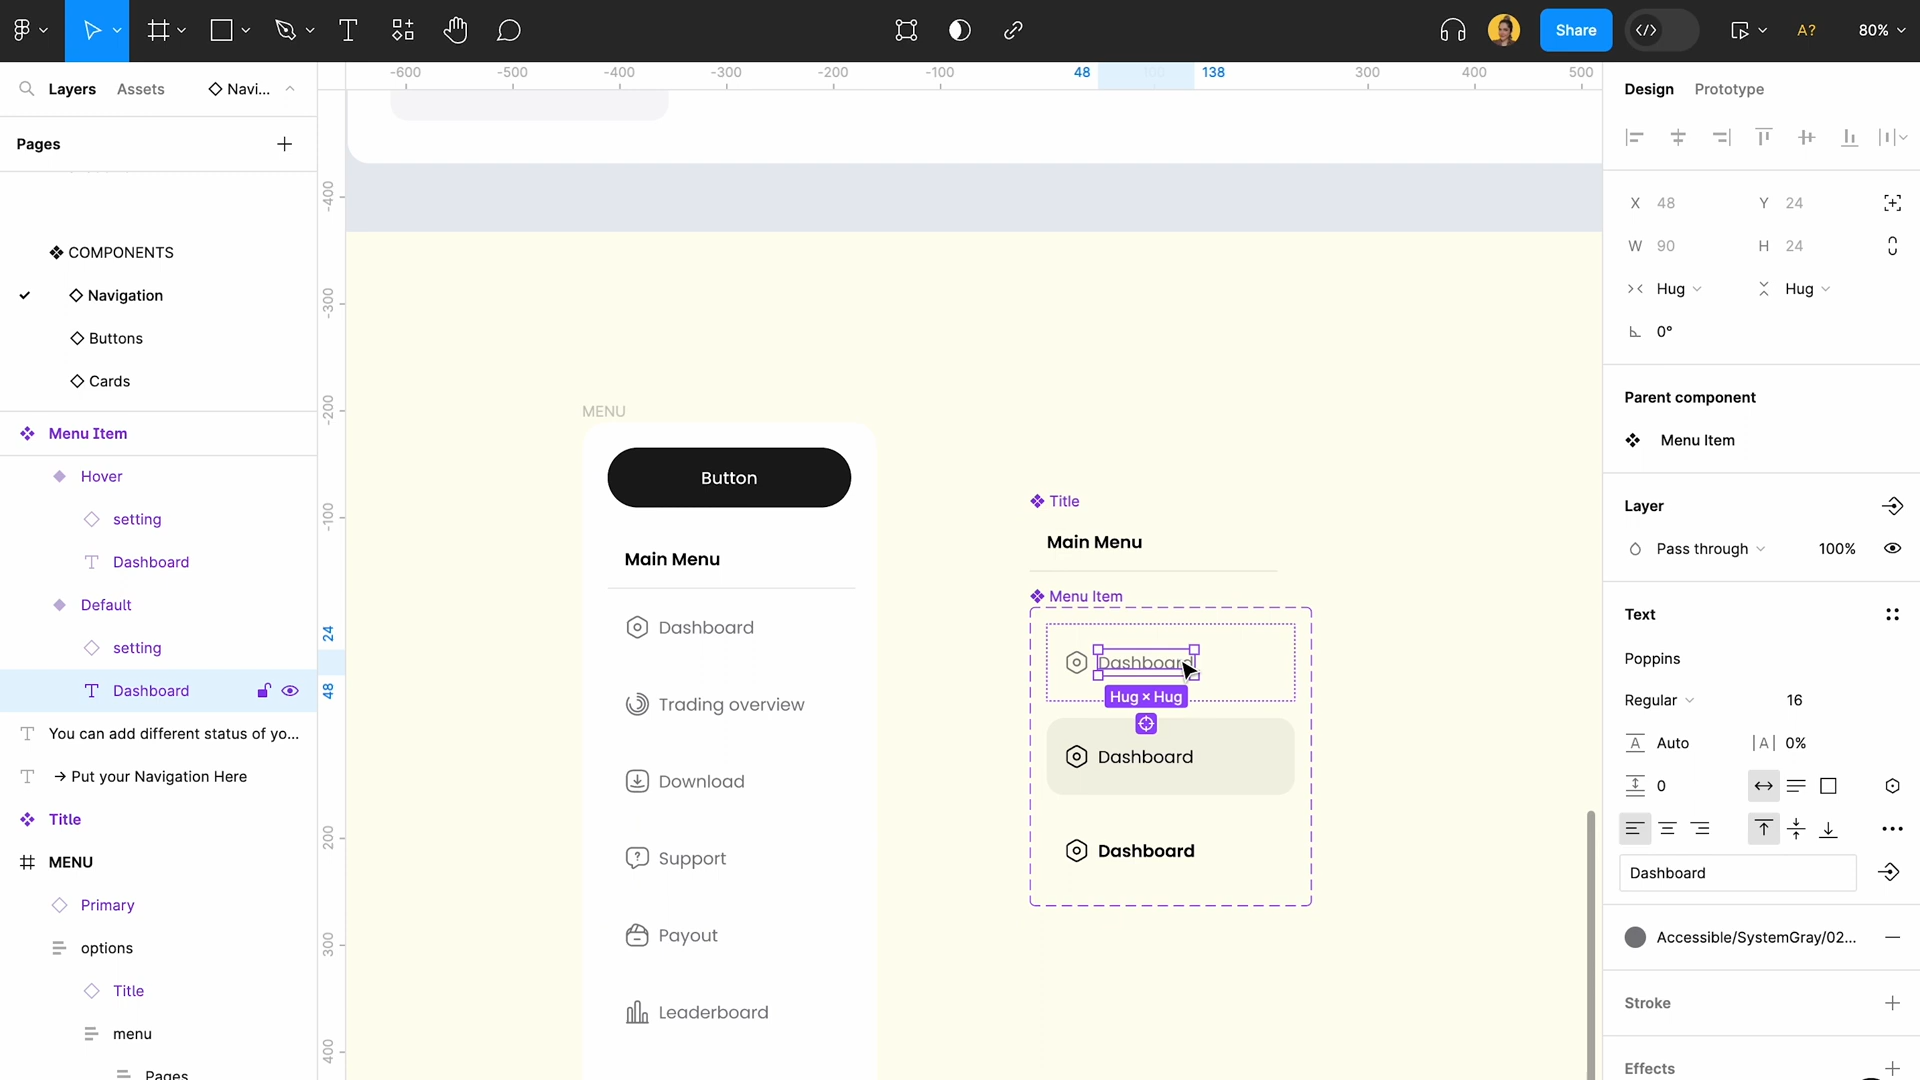 Share
A?
80%
Layers
Assets
Navi...
-600
-500
-400
-300
-200
-100
48
100
138
300
400
500
Design
Prototype
Pages
COMPONENTS
Navigation
Buttons
Cards
Menu Item
Hover
setting
Dashboard
Default
setting
Dashboard
You can add different status of yo...
→ Put your Navigation Here
Title
MENU
Primary
options
Title
menu
Pages
-400
-300
-200
-100
24
48
200
300
400
MENU
Button
Main Menu
Dashboard
Trading overview
Download
Support
Payout
Leaderboard
Title
Main Menu
Menu Item
Dashboard
Hug × Hug
Dashboard
Dashboard
X 48
Y 24
W 90
H 24
Hug
Hug
0°
Parent component
Menu Item
Layer
Pass through
100%
Text
Poppins
Regular
16
A Auto
|A| 0%
0
Dashboard
Accessible/SystemGray/02...
Stroke
Effects